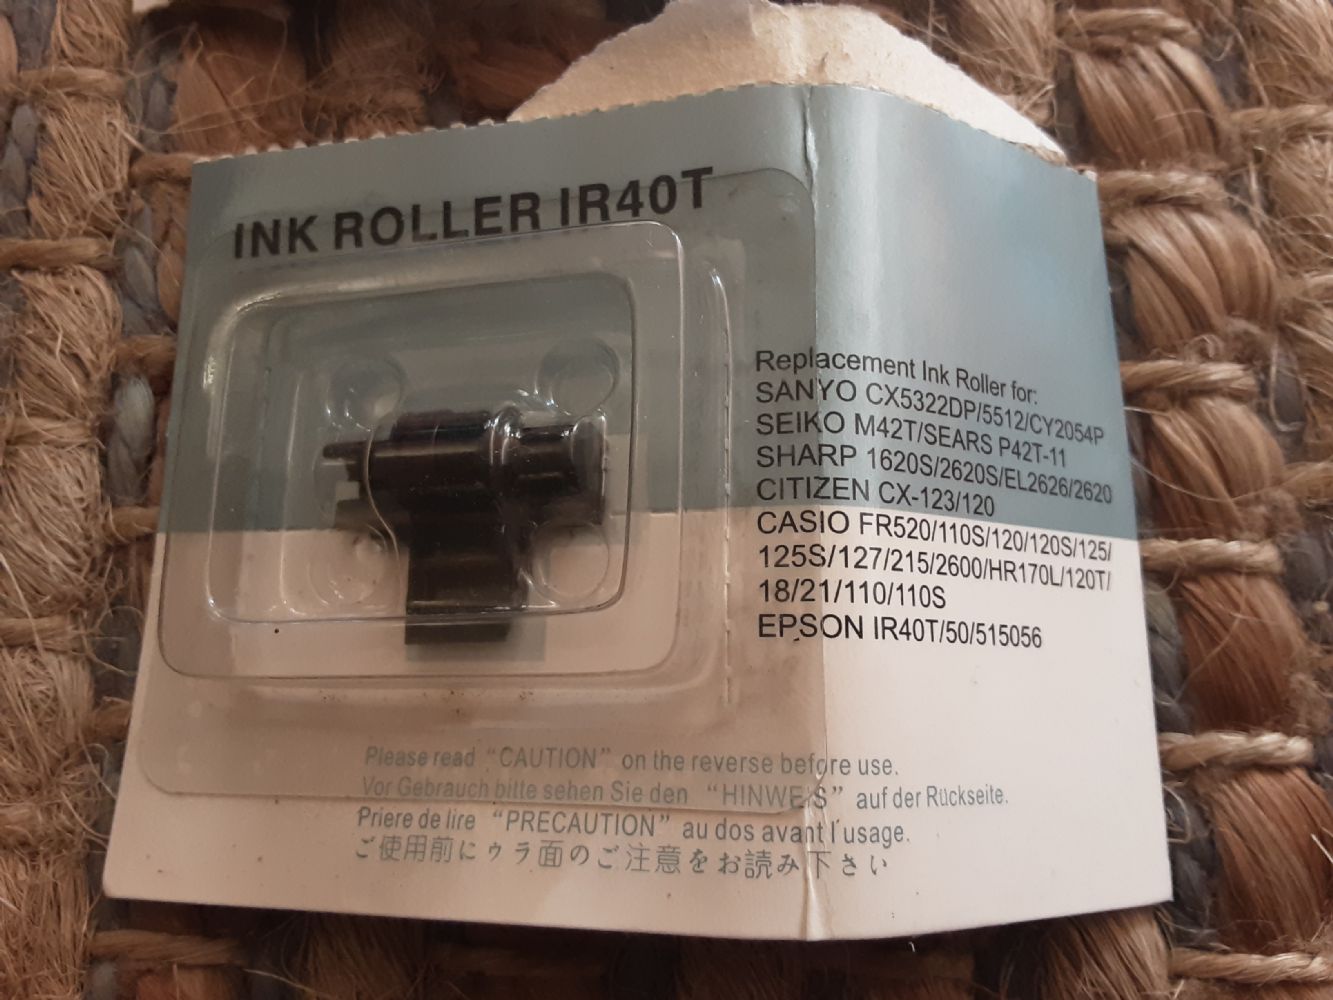 INK ROLLER IR40T
Replacement Ink Roller for:
SANYO CX5322DP/5512/CY2054P
SEIKO M42T/SEARS P42T-11
SHARP 1620S/2620S/EL2626/2620
CITIZEN CX-123/120
CASIO FR520/110S/120/120S/125/
125S/127/215/2600/HR170L/120T/
18/21/110/110S
EPSON IR40T/50/515056
Please read “CAUTION” on the reverse before use.
Vor Gebrauch bitte sehen Sie den “HINWEIS” auf der Rückseite.
Priere de lire “PRECAUTION” au dos avant l'usage.
ご使用前にゥラ面のご注意をお読み下さい